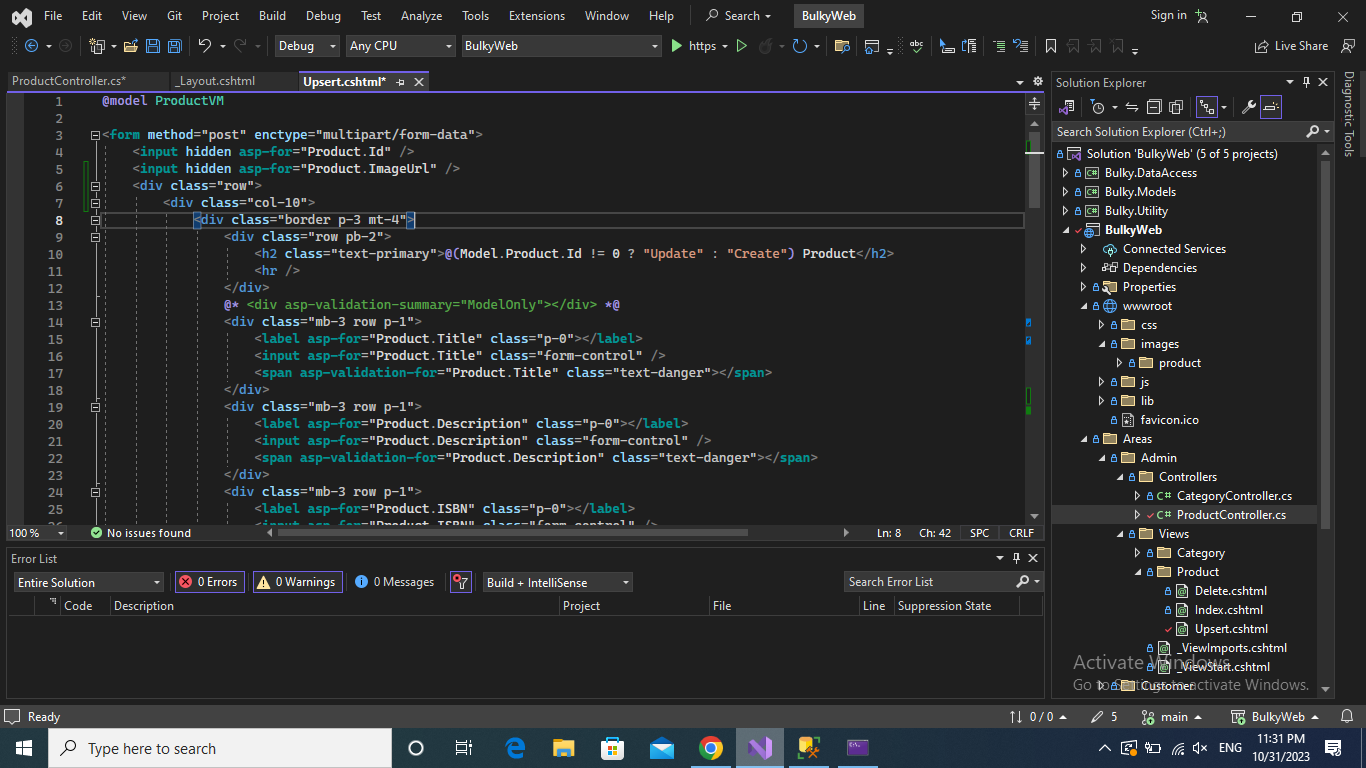 File Edit View Git Project Build Debug Test Analyze Tools Extensions Window Help Search BulkyWeb Sign in
Debug Any CPU BulkyWeb https Live Share
ProductController.cs* _Layout.cshtml Upsert.cshtml*
1 @model ProductVM
2
3 <form method="post" enctype="multipart/form-data">
4 <input hidden asp-for="Product.Id" />
5 <input hidden asp-for="Product.ImageUrl" />
6 <div class="row">
7 <div class="col-10">
8 <div class="border p-3 mt-4">
9 <div class="row pb-2">
10 <h2 class="text-primary">@(Model.Product.Id != 0 ? "Update" : "Create") Product</h2>
11 <hr />
12 </div>
13 @* <div asp-validation-summary="ModelOnly"></div> *@
14 <div class="mb-3 row p-1">
15 <label asp-for="Product.Title" class="p-0"></label>
16 <input asp-for="Product.Title" class="form-control" />
17 <span asp-validation-for="Product.Title" class="text-danger"></span>
18 </div>
19 <div class="mb-3 row p-1">
20 <label asp-for="Product.Description" class="p-0"></label>
21 <input asp-for="Product.Description" class="form-control" />
22 <span asp-validation-for="Product.Description" class="text-danger"></span>
23 </div>
24 <div class="mb-3 row p-1">
25 <label asp-for="Product.ISBN" class="p-0"></label>
26 <input asp-for="Product.ISBN" class="form-control" />
100 % No issues found Ln: 8 Ch: 42 SPC CRLF
Error List
Entire Solution 0 Errors 0 Warnings 0 Messages Build + IntelliSense Search Error List
Code Description Project File Line Suppression State
Solution Explorer
Search Solution Explorer (Ctrl+;)
Solution 'BulkyWeb' (5 of 5 projects)
Bulky.DataAccess
Bulky.Models
Bulky.Utility
BulkyWeb
Connected Services
Dependencies
Properties
wwwroot
css
images
product
js
lib
favicon.ico
Areas
Admin
Controllers
C# CategoryController.cs
C# ProductController.cs
Views
Category
Product
Delete.cshtml
Index.cshtml
Upsert.cshtml
_ViewImports.cshtml
_ViewStart.cshtml
Customer
Diagnostic Tools
Activate Windows
Go to Settings to activate Windows.
Ready 0 / 0 5 main BulkyWeb
Type here to search
ENG
11:31 PM
10/31/2023